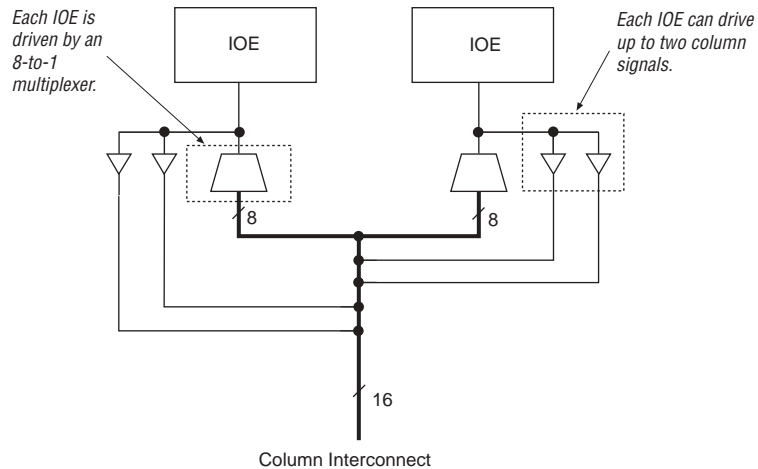 Each IOE is
driven by an
8-to-1
multiplexer.
IOE
IOE
Each IOE can drive
up to two column
signals.
8
8
16
Column Interconnect